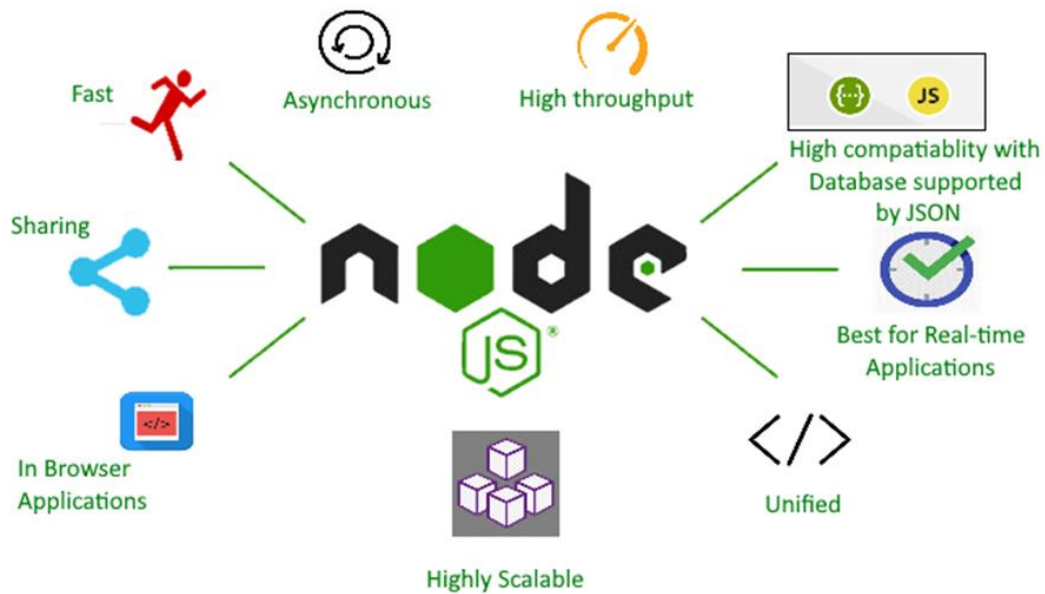 Fast
Asynchronous
High throughput
{···}
JS
High compatiablity with
Database supported
by JSON
Sharing
node
JS®
Best for Real-time
Applications
</>
In Browser
Applications
</>
Unified
Highly Scalable